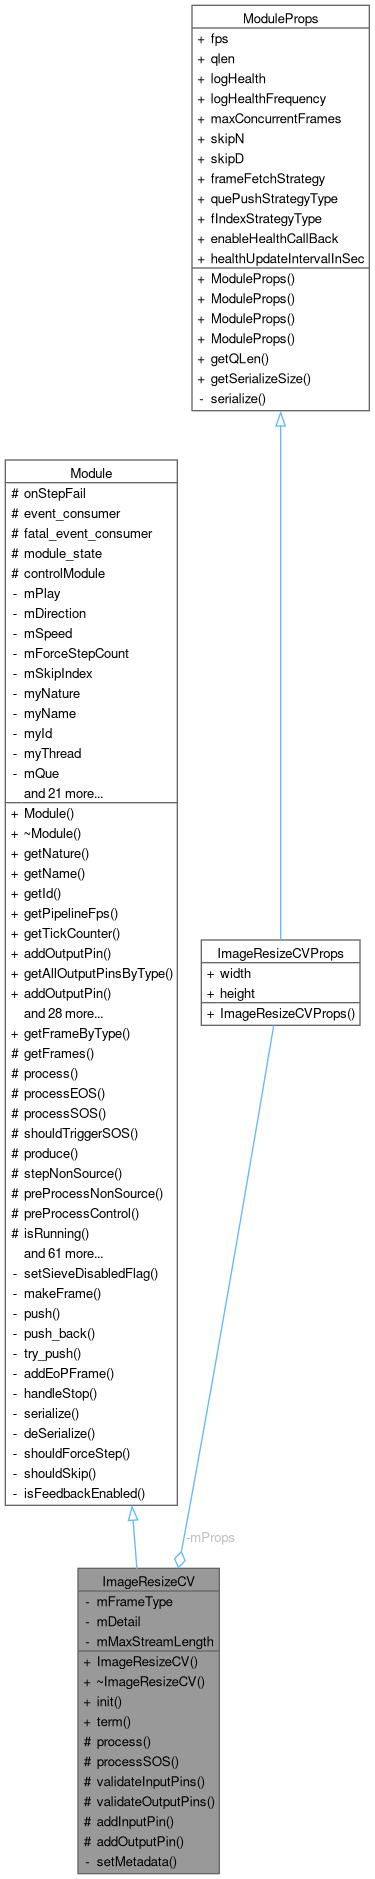 ModuleProps
+ fps
+ qlen
+ logHealth
+ logHealthFrequency
+ maxConcurrentFrames
+ skipN
+ skipD
+ frameFetchStrategy
+ quePushStrategyType
+ fIndexStrategyType
+ enableHealthCallBack
+ healthUpdateIntervalInSec
+ ModuleProps()
+ ModuleProps()
+ ModuleProps()
+ ModuleProps()
+ getQLen()
+ getSerializeSize()
- serialize()
Module
# onStepFail
# event_consumer
# fatal_event_consumer
# module_state
# controlModule
- mPlay
- mDirection
- mSpeed
- mForceStepCount
- mSkipIndex
- myNature
- myName
- myId
- myThread
- mQue
and 21 more...
+ Module()
+ ~Module()
+ getNature()
+ getName()
+ getId()
+ getPipelineFps()
+ getTickCounter()
+ addOutputPin()
+ getAllOutputPinsByType()
+ addOutputPin()
and 28 more...
+ getFrameByType()
# getFrames()
# process()
# processEOS()
# processSOS()
# shouldTriggerSOS()
# produce()
# stepNonSource()
# preProcessNonSource()
# preProcessControl()
# isRunning()
and 61 more...
- setSieveDisabledFlag()
- makeFrame()
- push()
- push_back()
- try_push()
- addEoPFrame()
- handleStop()
- serialize()
- deSerialize()
- shouldForceStep()
- shouldSkip()
- isFeedbackEnabled()
ImageResizeCVProps
+ width
+ height
+ ImageResizeCVProps()
-mProps
ImageResizeCV
- mFrameType
- mDetail
- mMaxStreamLength
+ ImageResizeCV()
+ ~ImageResizeCV()
+ init()
+ term()
# process()
# processSOS()
# validateInputPins()
# validateOutputPins()
# addInputPin()
# addOutputPin()
- setMetadata()